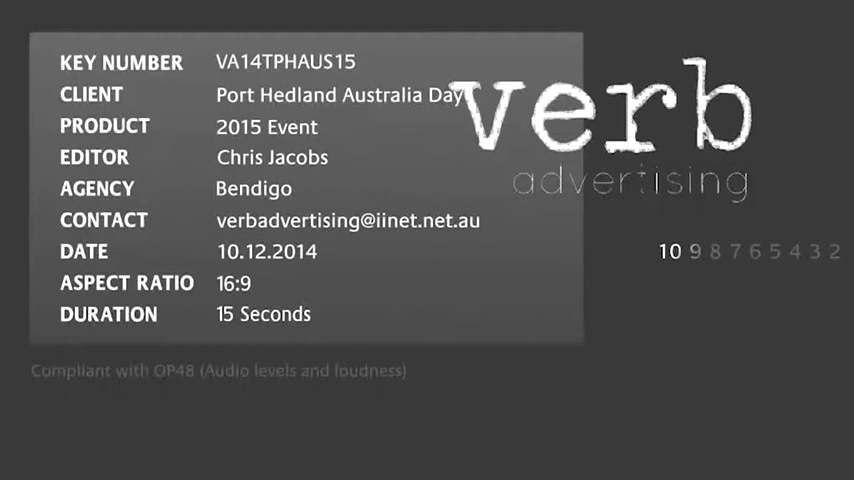 KEY NUMBER VA14TPHAUS15
CLIENT Port Hedland Australia Day
PRODUCT 2015 Event
EDITOR Chris Jacobs
AGENCY Bendigo
CONTACT verbadvertising@iinet.net.au
DATE 10.12.2014
ASPECT RATIO 16:9
DURATION 15 Seconds
verb
advertising
10 9 8 7 6 5 4 3 2
Compliant with OP48 (Audio levels and loudness)